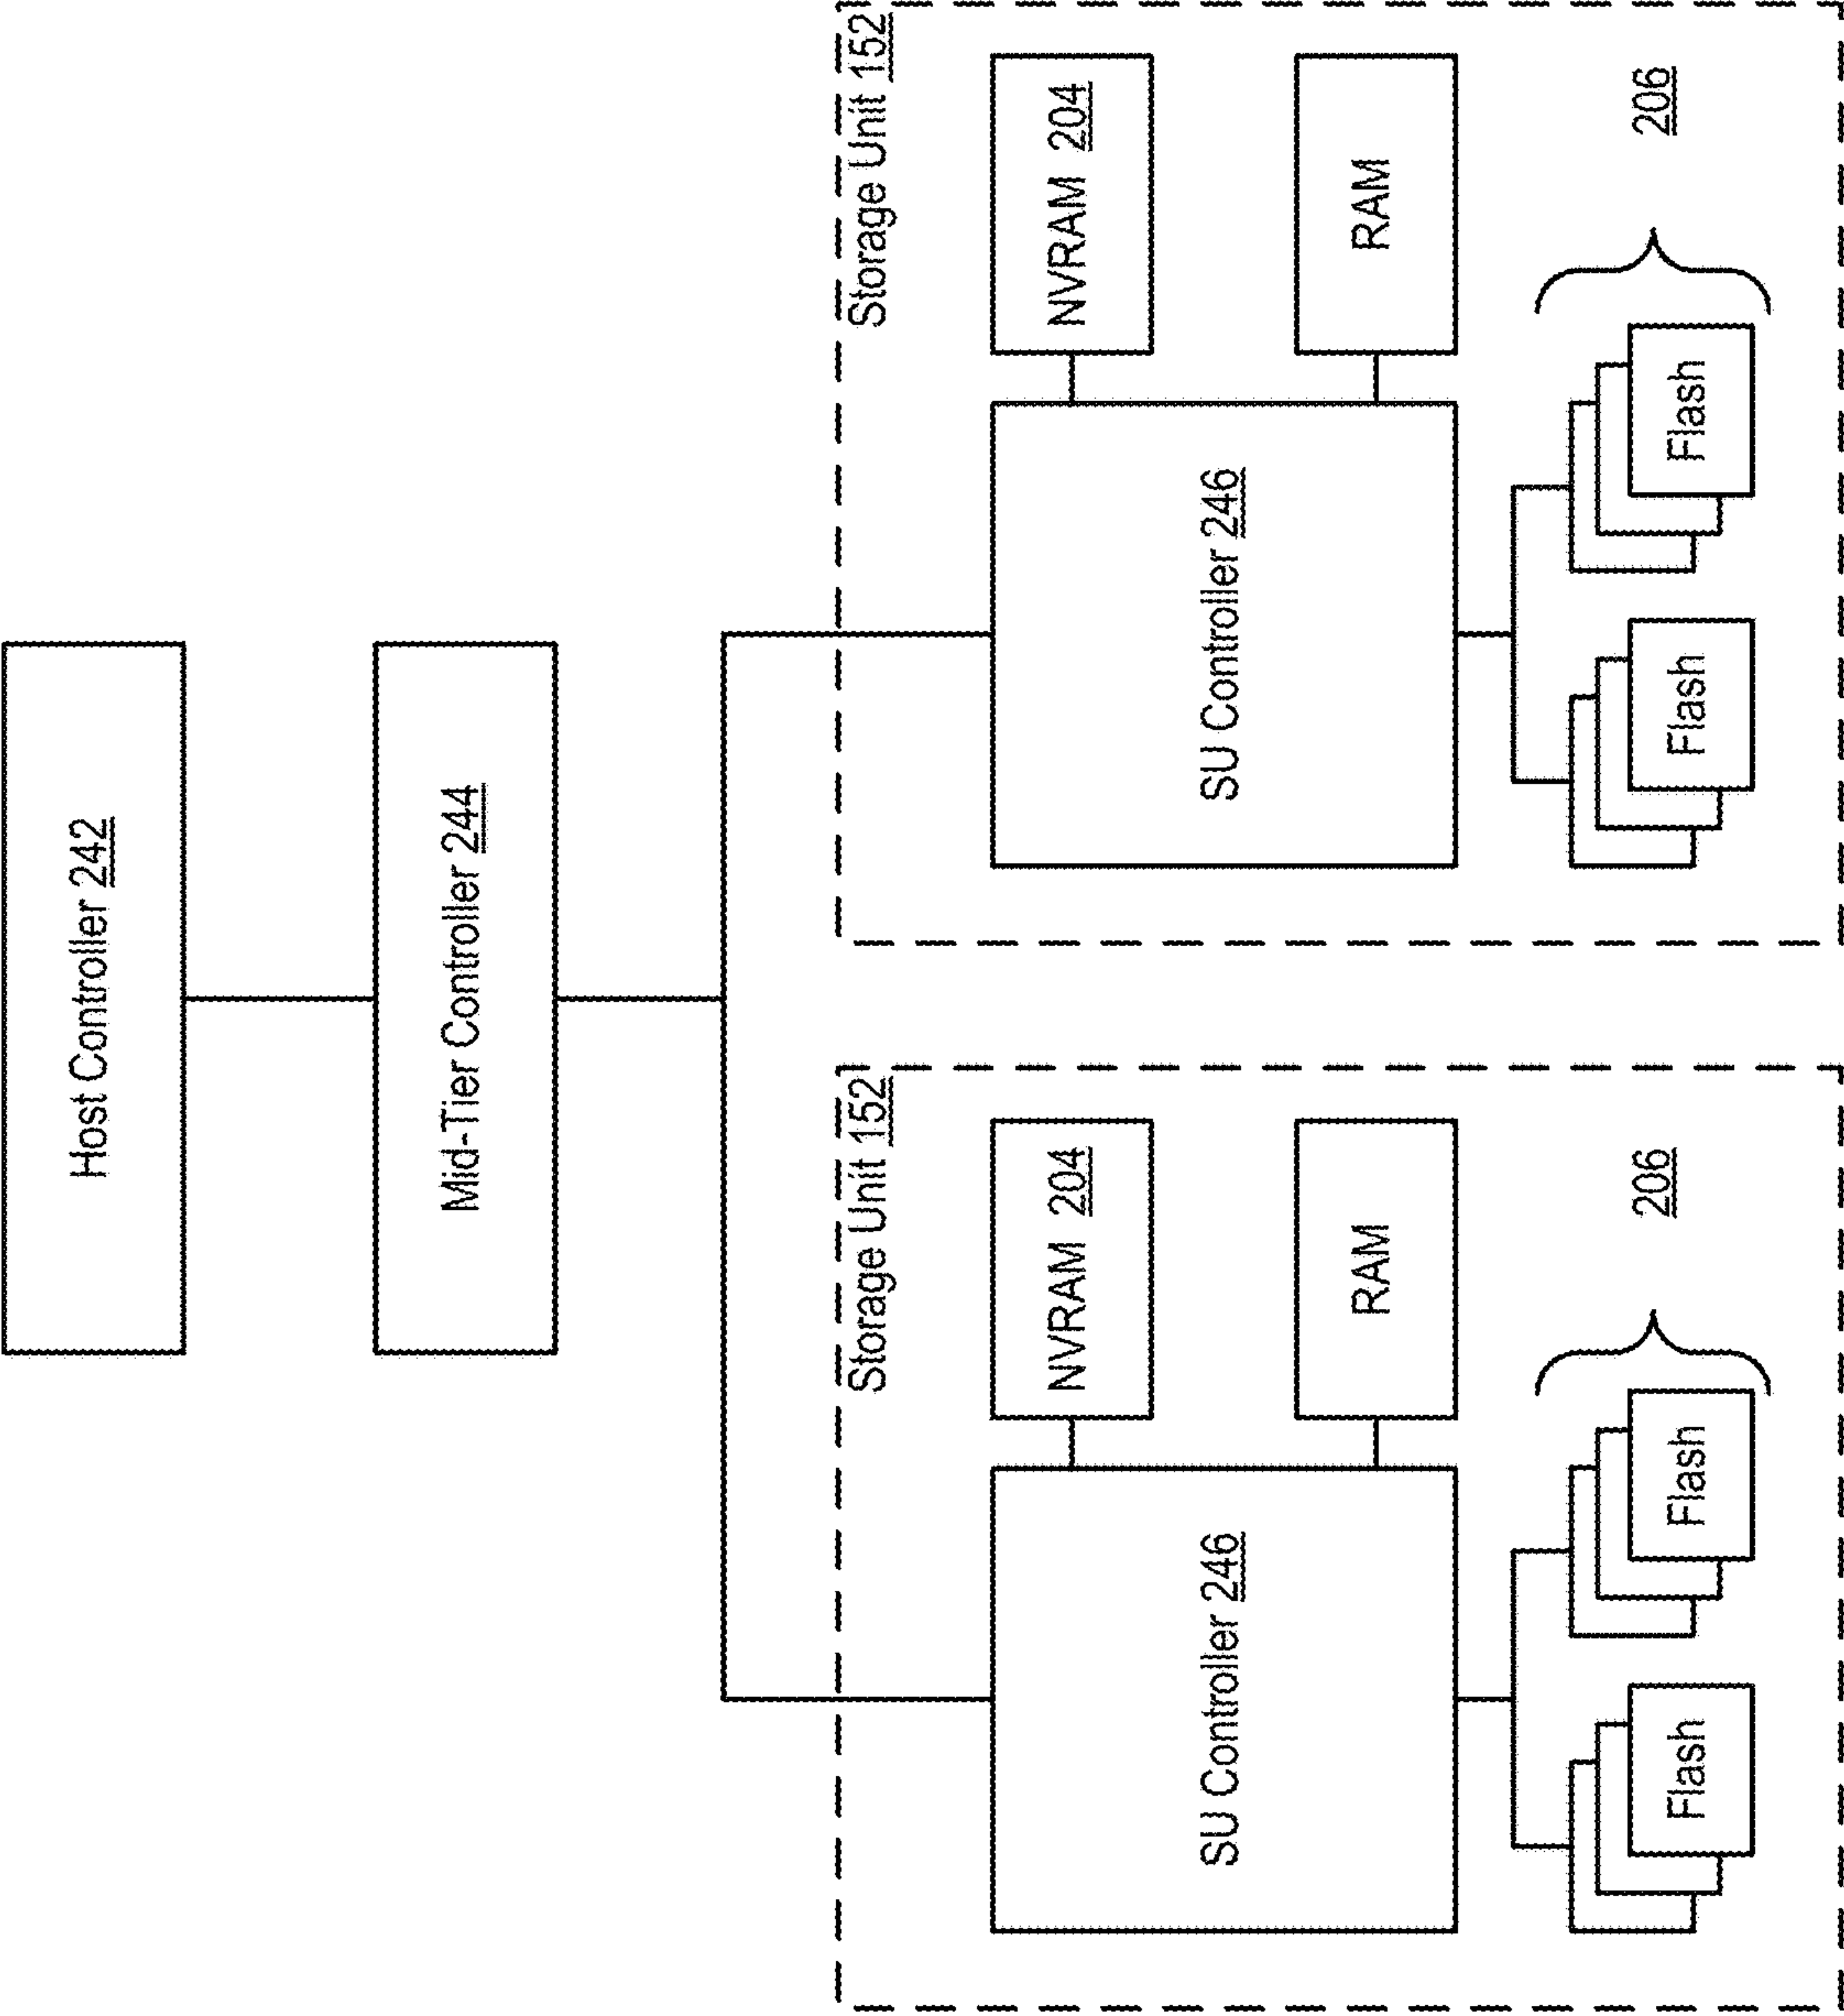 Host Controller 242
Mid-Tier Controller 244
Storage Unit 152
SU Controller 246
NVRAM 204
RAM
Flash
Flash
206
Storage Unit 152
SU Controller 246
NVRAM 204
RAM
Flash
Flash
206